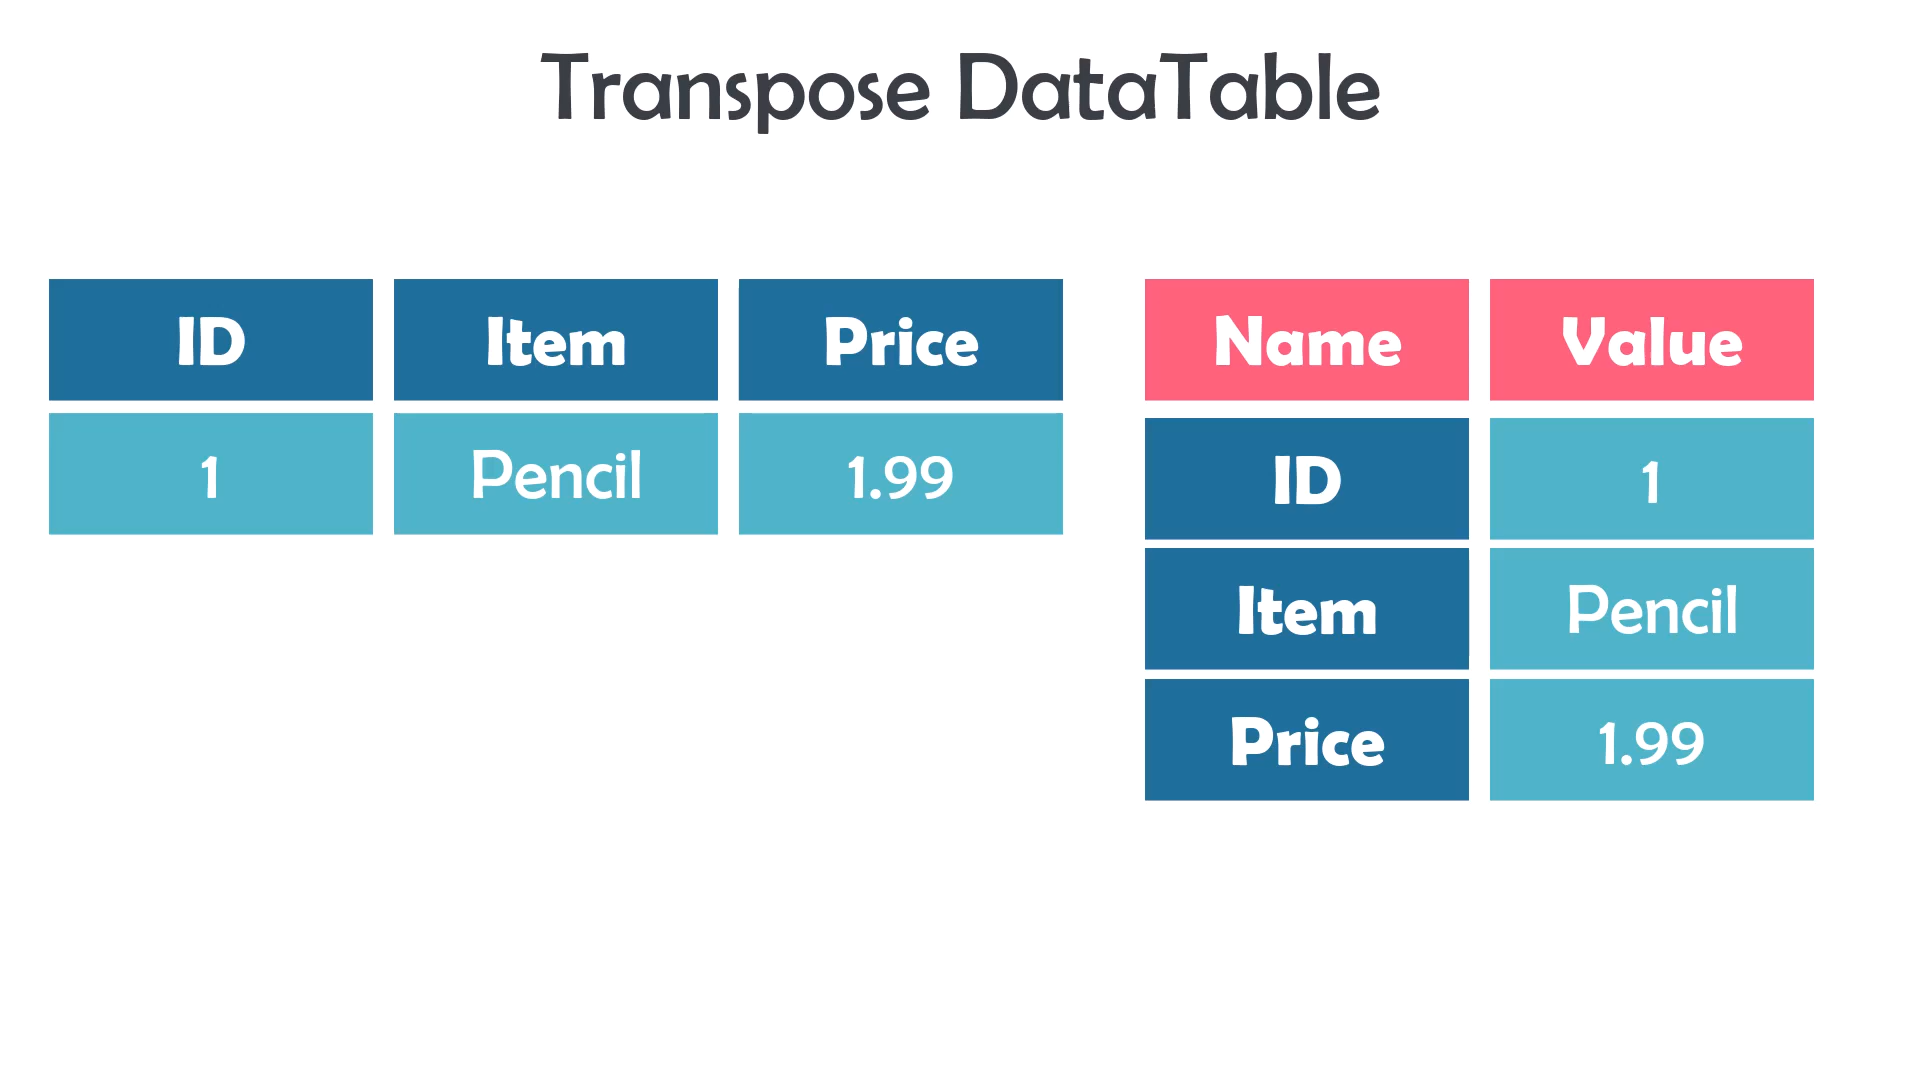 Transpose DataTable
ID Item Price
1 Pencil 1.99
Name Value
ID 1
Item Pencil
Price 1.99